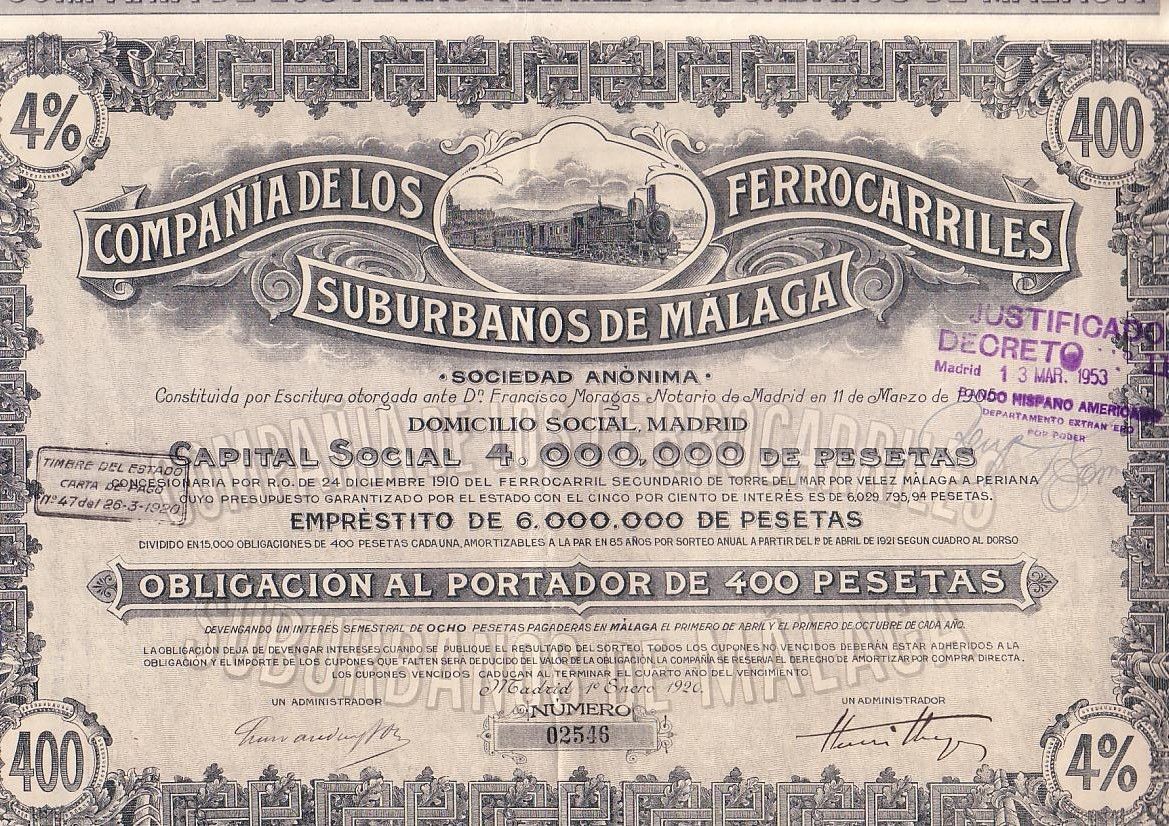 4%
400
COMPAÑIA DE LOS
FERROCARRILES
SUBURBANOS DE MÁLAGA
• SOCIEDAD ANÓNIMA •
Constituida por Escritura otorgada ante Dn. Francisco Moragas Notario de Madrid en 11 de Marzo de
DOMICILIO SOCIAL, MADRID
CAPITAL SOCIAL 4.000,000 DE PESETAS
CONCESIONARIA POR R.O. DE 24 DICIEMBRE 1910 DEL FERROCARRIL SECUNDARIO DE TORRE DEL MAR POR VELEZ MÁLAGA A PERIANA
CUYO PRESUPUESTO GARANTIZADO POR EL ESTADO CON EL CINCO POR CIENTO DE INTERÉS ES DE 6,029 795,94 PESETAS.
EMPRÈSTITO DE 6.000.000 DE PESETAS
DIVIDIDO EN 15,000 OBLIGACIONES DE 400 PESETAS CADA UNA, AMORTIZABLES A LA PAR EN 85 AÑOS POR SORTEO ANUAL A PARTIR DEL 1º DE ABRIL DE 1921 SEGUN CUADRO AL DORSO
OBLIGACIÓN AL PORTADOR DE 400 PESETAS
DEVENGANDO UN INTERÉS SEMESTRAL DE OCHO PESETAS PAGADERAS EN MÁLAGA EL PRIMERO DE ABRIL Y EL PRIMERO DE OCTUBRE DE CADA AÑO.
LA OBLIGACIÓN DEJA DE DEVENGAR INTERESES CUANDO SE PUBLIQUE EL RESULTADO DEL SORTEO. TODOS LOS CUPONES NO VENCIDOS DEBERÁN ESTAR ADHERIDOS A LA
OBLIGACIÓN Y EL IMPORTE DE LOS CUPONES QUE FALTEN SERÁ DEDUCIDO DEL VALOR DE LA OBLIGACIÓN. LA COMPAÑÍA SE RESERVA EL DERECHO DE AMORTIZAR POR COMPRA DIRECTA.
LOS CUPONES VENCIDOS CADUCAN AL TERMINAR EL CUARTO AÑO DEL VENCIMIENTO.
Madrid 1º Enero 1920
UN ADMINISTRADOR
UN ADMINISTRADOR
NÚMERO
02546
400
4%
TIMBRE DEL ESTADO
CARTA DE PAGO
nº 47 del 26-3-1920
JUSTIFICADO
DECRETO
Madrid 13 MAR. 1953
HISPANO
DEPARTAMENTO
POR PODER
COMPAÑIA DE LOS FERROCARRILES
SUBURBANOS DE MÁLAGA